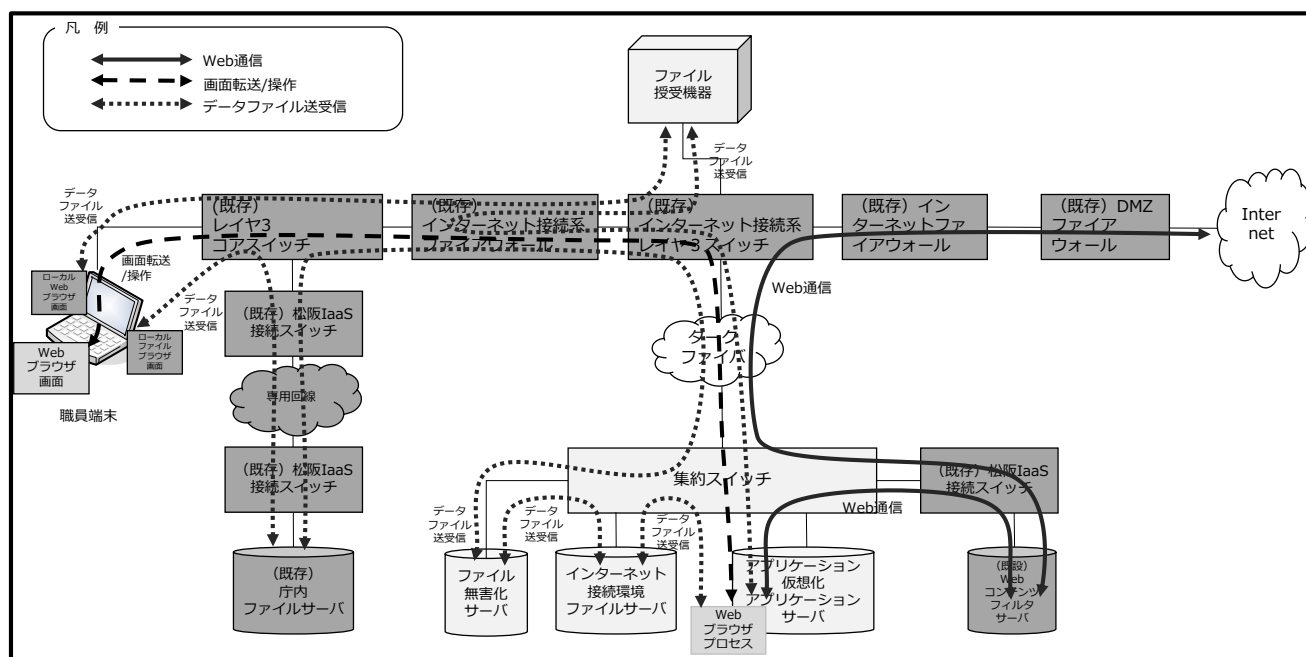 凡　例
Web通信
画面転送/操作
データファイル送受信
ファイル
授受機器
データ
ファイル
送受信
データ
ファイル
送受信
(既存)
レイヤ3
コアスイッチ
(既存)
インターネット接続系
ファイアウォール
(既存)
インターネット接続系
レイヤ３スイッチ
(既存）イン
ターネットファ
イアウォール
(既存）DMZ
ファイア
ウォール
Inter
net
画面転送
/操作
ローカル
Web
ブラウザ
画面
データ
ファイル
送受信
ローカル
ファイル
ブラウザ
画面
Web
ブラウザ
画面
職員端末
(既存）松阪IaaS
接続スイッチ
Web通信
ダーク
ファイバ
専用回線
(既存）松阪IaaS
接続スイッチ
集約スイッチ
(既存）松阪IaaS
接続スイッチ
Web通信
データ
ファイル
送受信
データ
ファイル
送受信
データ
ファイル
送受信
(既存)
庁内
ファイルサーバ
ファイル
無害化
サーバ
インターネット
接続環境
ファイルサーバ
アプリケーション
仮想化
アプリケーション
サーバ
Web
ブラウザ
プロセス
(既設)
Web
コンテンツ
フィルタ
サーバ